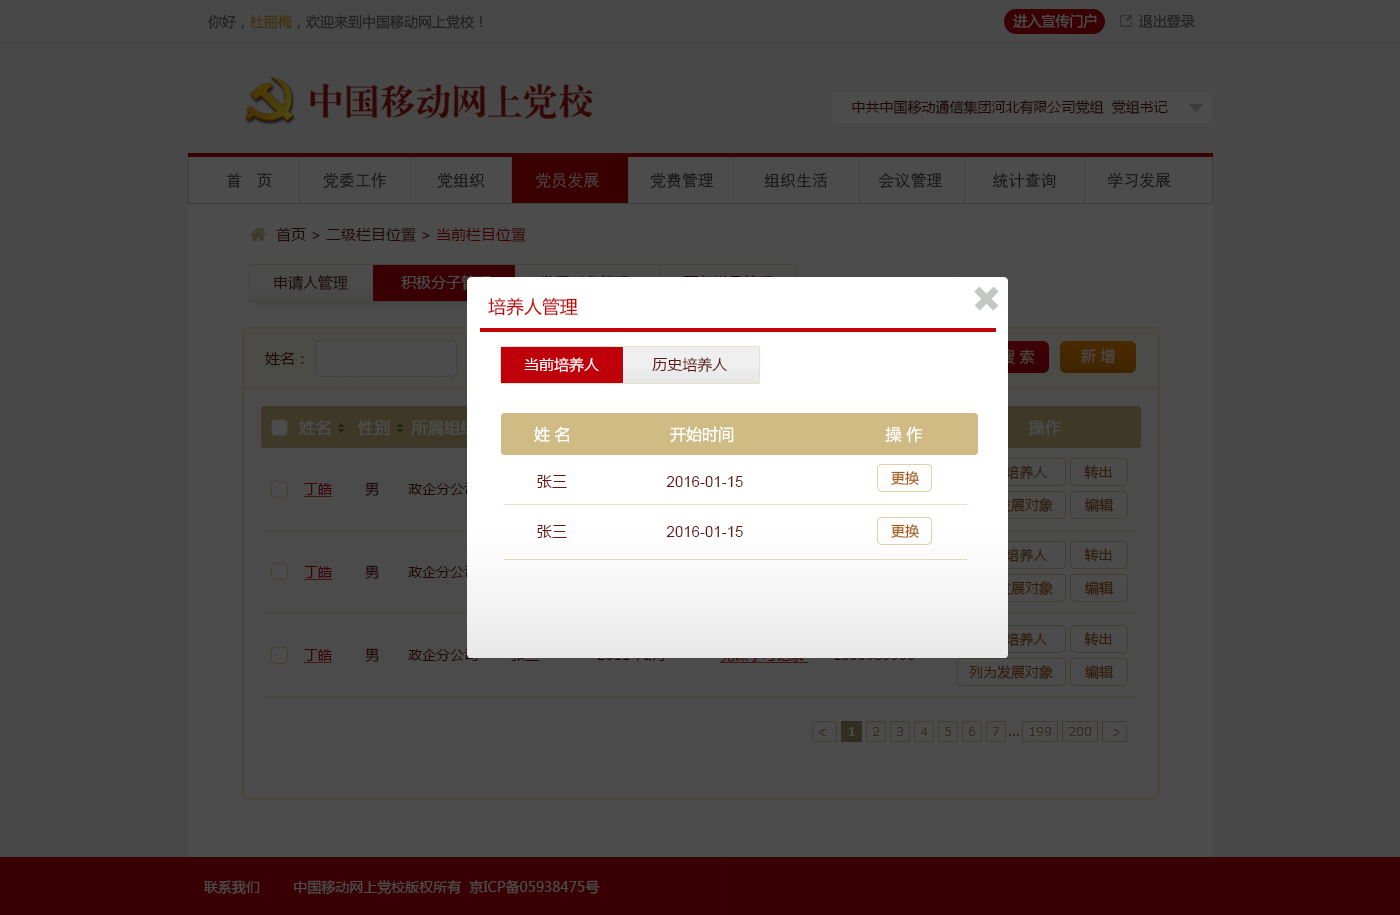 你好，杜丽梅，欢迎来到中国移动网上党校！ 进入宣传门户 退出登录
中国移动网上党校
中共中国移动通信集团河北有限公司党组 党组书记
首 页 党委工作 党组织 党员发展 党费管理 组织生活 会议管理 统计查询 学习发展
首页 > 二级栏目位置 > 当前栏目位置
申请人管理 积极分子管
培养人管理
姓名： 搜 索 新 增
当前培养人 历史培养人
姓名 性别 所属组织 操作
姓 名 开始时间 操 作
培养人 转出
张三 2016-01-15 更换
丁皓 男 政企分公司
发展对象 编辑
张三 2016-01-15 更换
培养人 转出
丁皓 男 政企分公司
发展对象 编辑
培养人 转出
丁皓 男 政企分公司
列为发展对象 编辑
< 1 2 3 4 5 6 7 ... 199 200 >
联系我们 中国移动网上党校版权所有 京ICP备05938475号